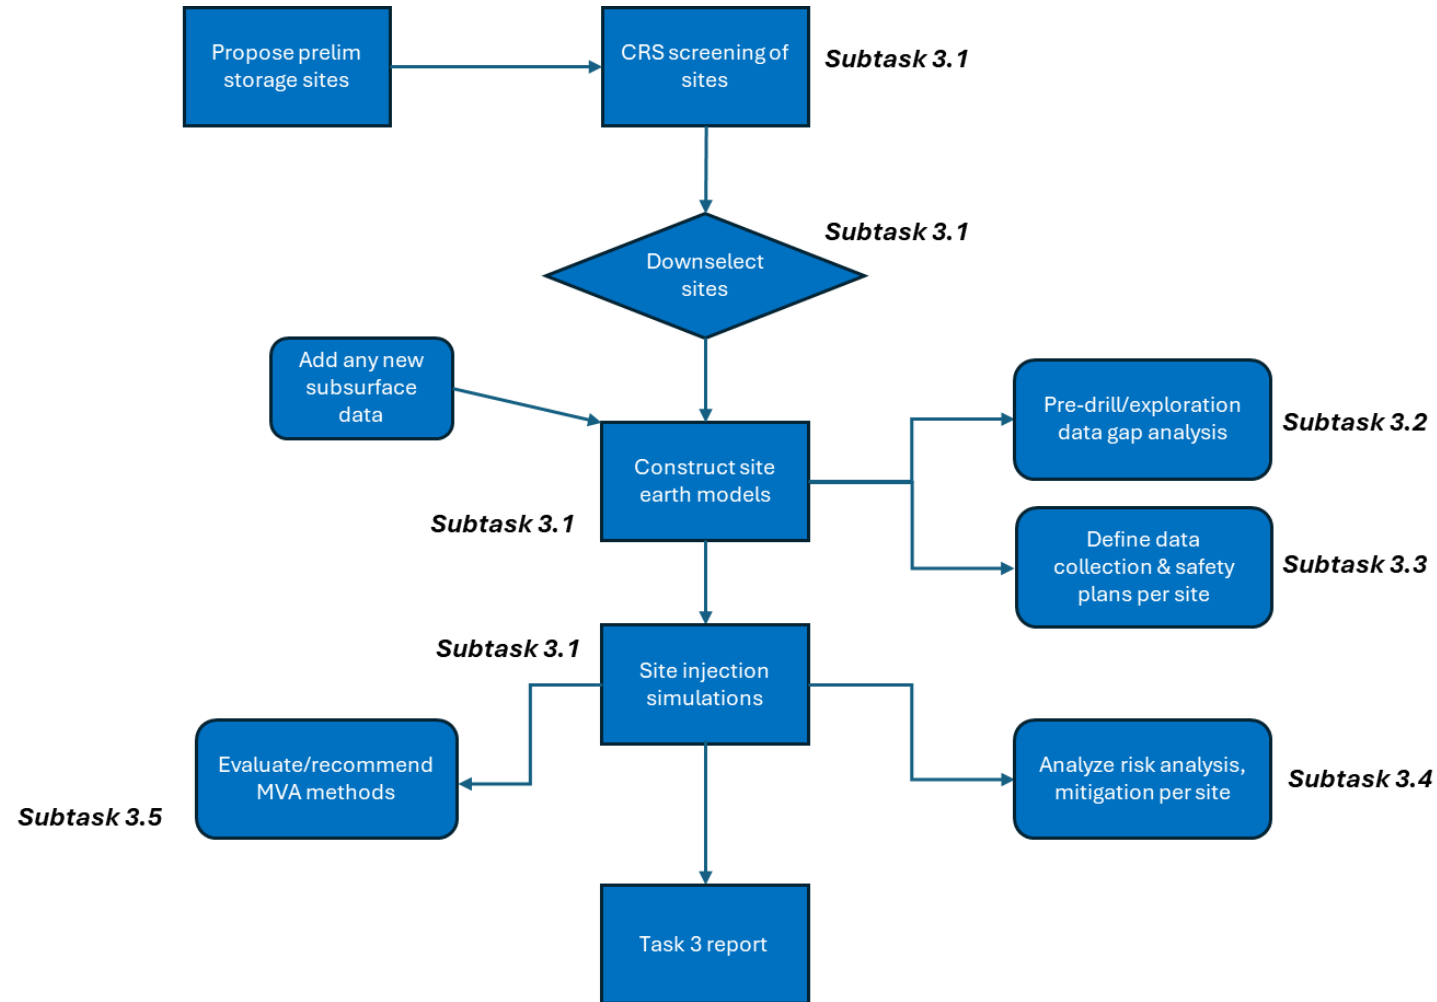 Propose prelim
storage sites
CRS screening of
sites
Subtask 3.1
Downselect
sites
Subtask 3.1
Add any new
subsurface
data
Construct site
earth models
Subtask 3.1
Pre-drill/exploration
data gap analysis
Subtask 3.2
Define data
collection & safety
plans per site
Subtask 3.3
Subtask 3.1
Site injection
simulations
Evaluate/recommend
MVA methods
Subtask 3.5
Analyze risk analysis,
mitigation per site
Subtask 3.4
Task 3 report